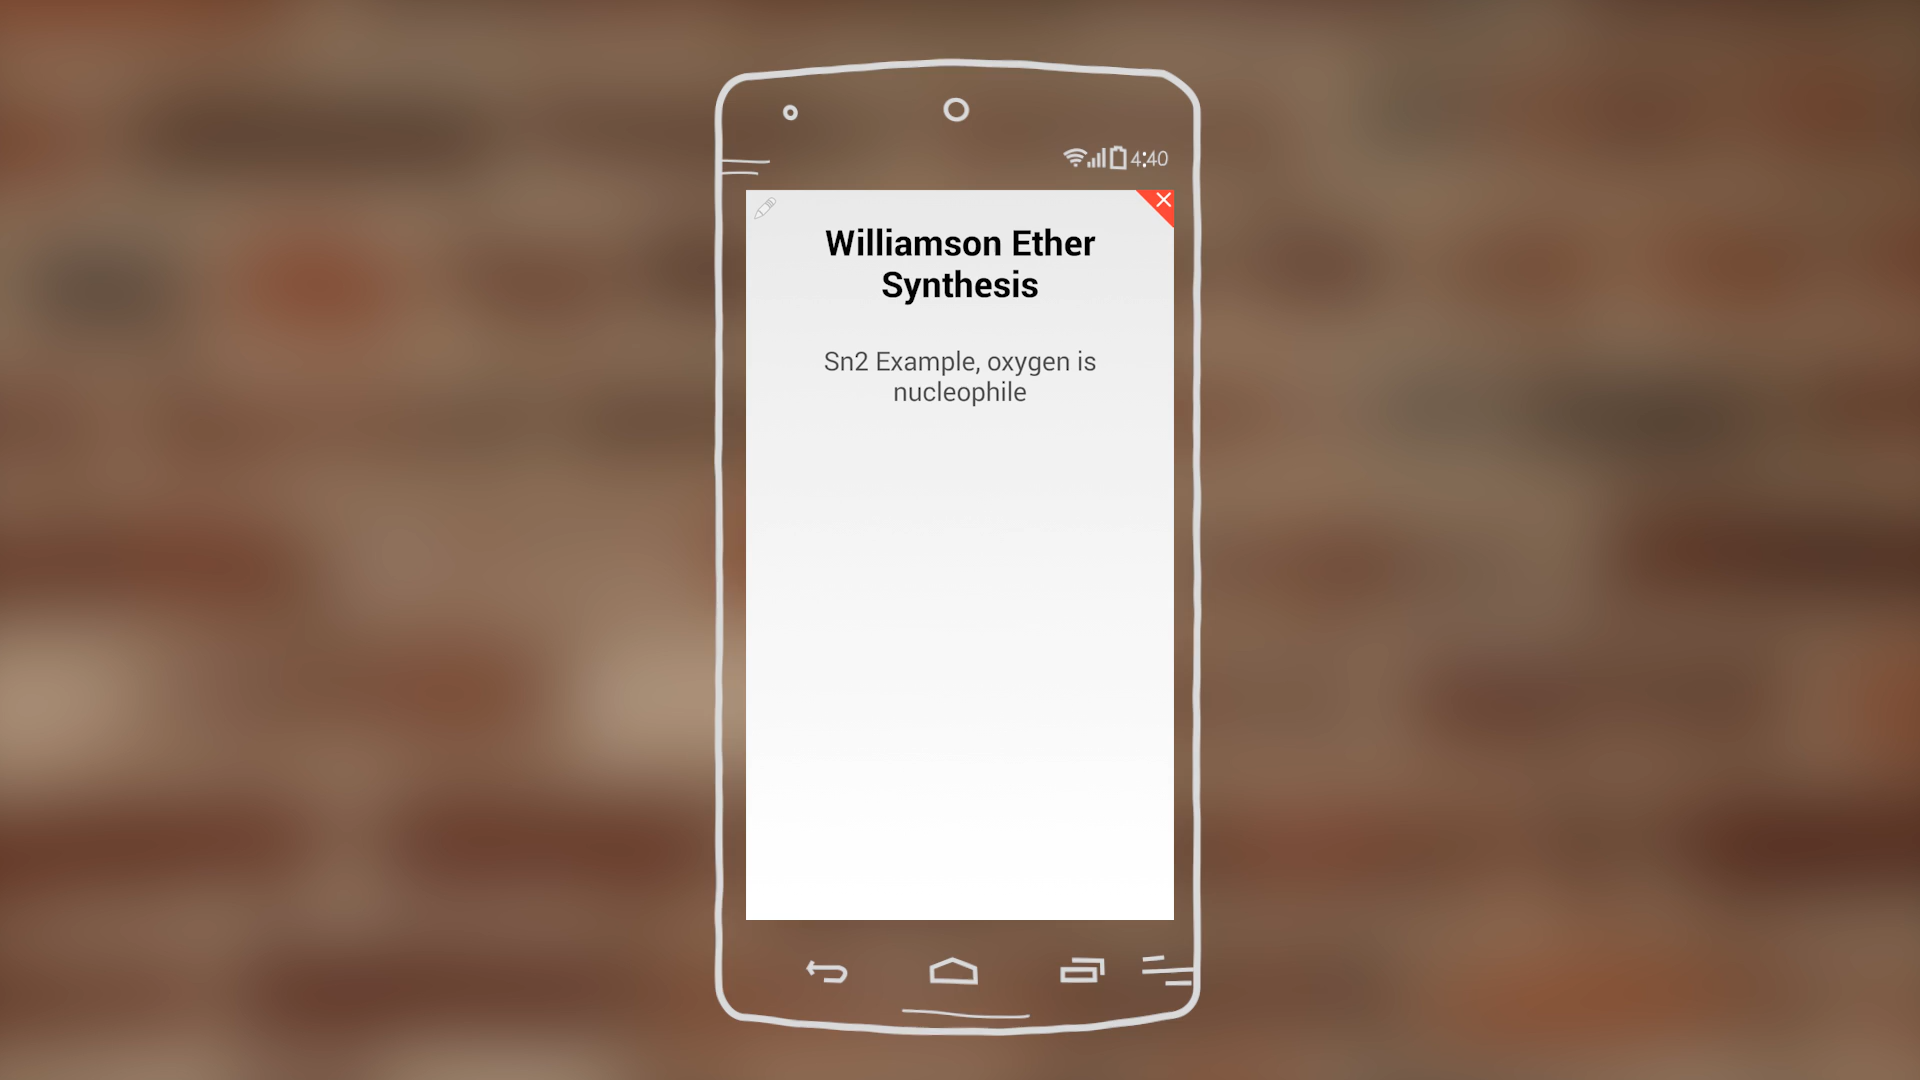 4:40
Williamson Ether
Synthesis
Sn2 Example, oxygen is
nucleophile